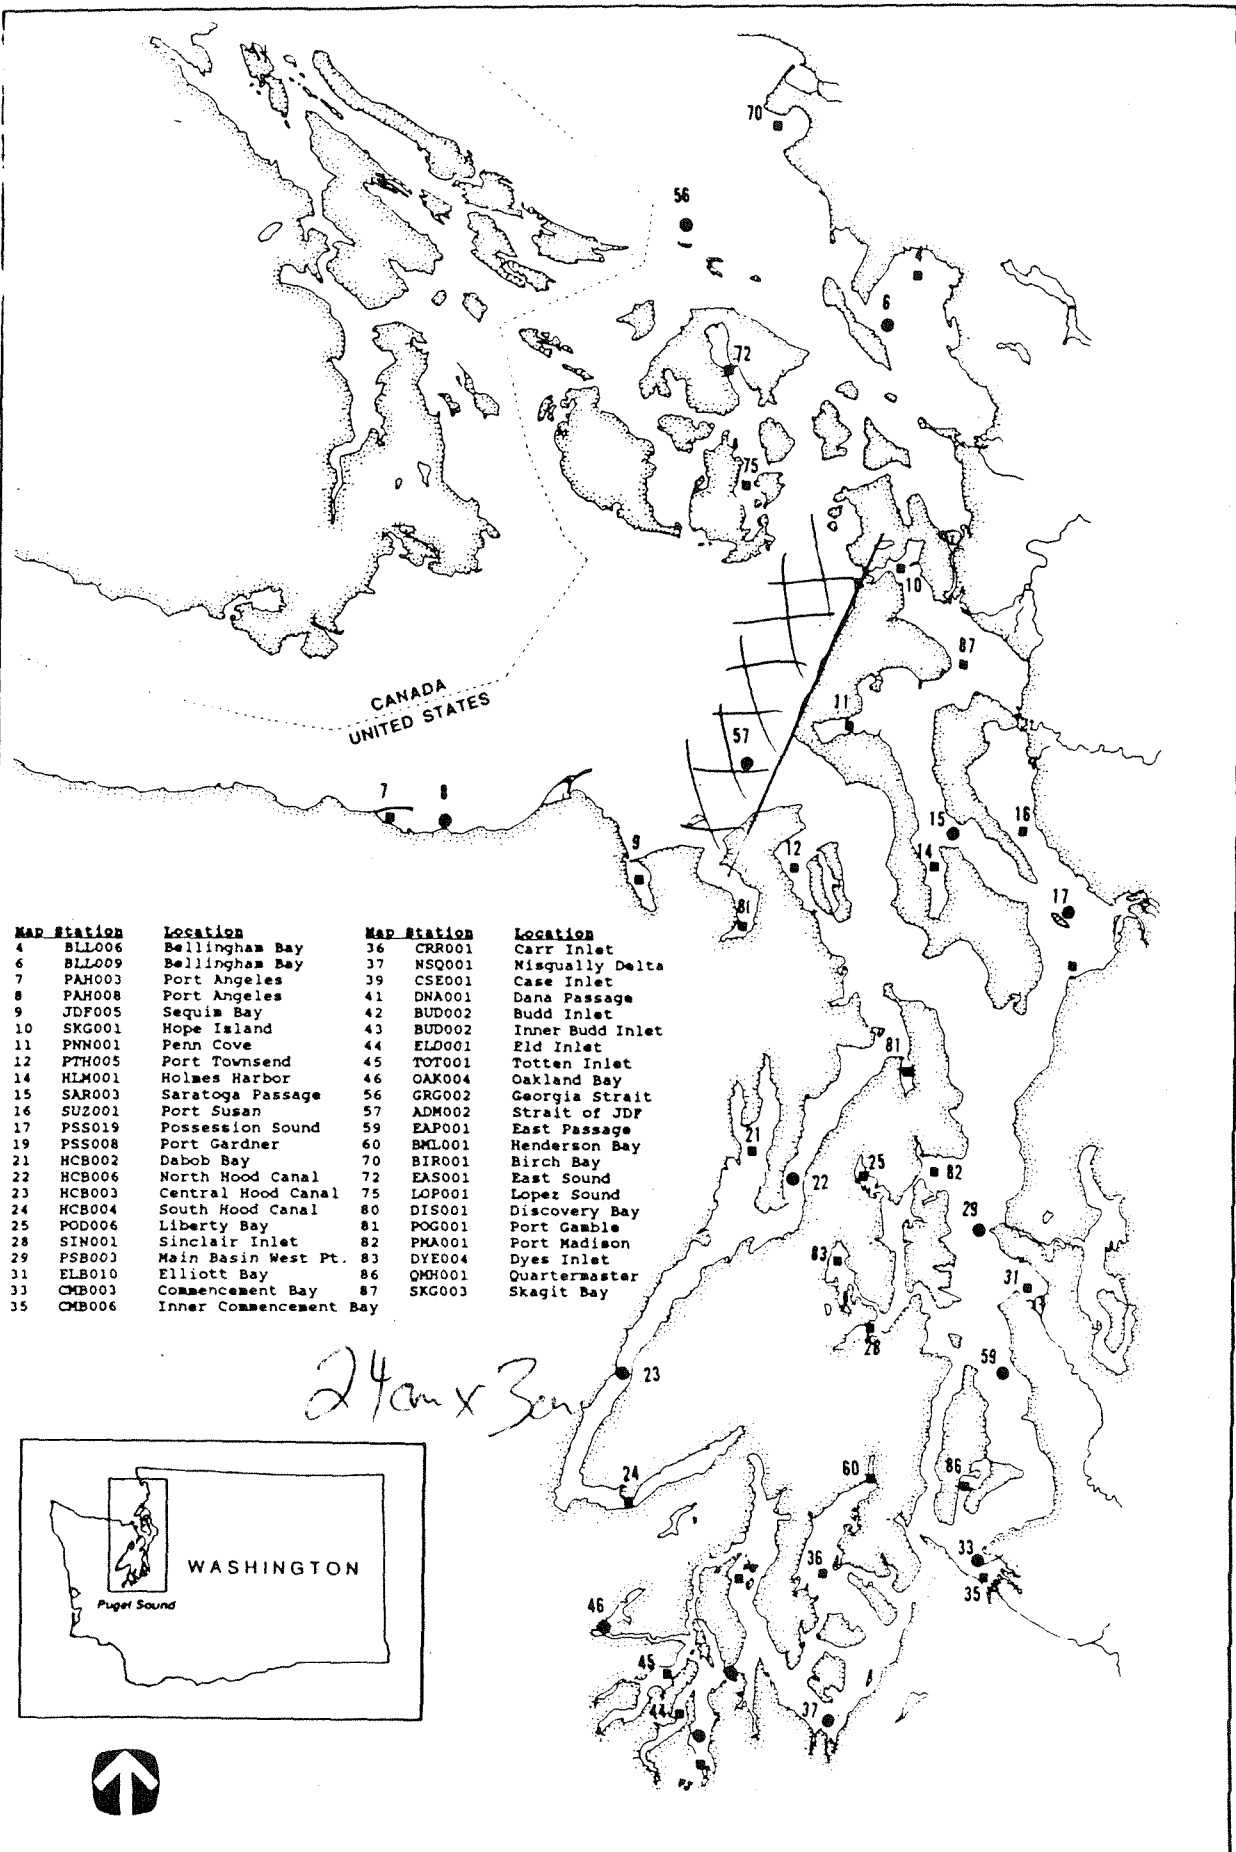 70
56
4
6
72
75
10
87
CANADA
UNITED STATES
11
57
7
8
15
16
9
12
14
17
81
Map Station Location Map Station Location
4 BLL006 Bellingham Bay 36 CRR001 Carr Inlet
6 BLL009 Bellingham Bay 37 NSQ001 Nisqually Delta
7 PAH003 Port Angeles 39 CSE001 Case Inlet
8 PAH008 Port Angeles 41 DNA001 Dana Passage
9 JDF005 Sequim Bay 42 BUD002 Budd Inlet
10 SKG001 Hope Island 43 BUD002 Inner Budd Inlet
11 PNN001 Penn Cove 44 ELD001 Eld Inlet
12 PTH005 Port Townsend 45 TOT001 Totten Inlet
14 HLM001 Holmes Harbor 46 OAK004 Oakland Bay
15 SAR003 Saratoga Passage 56 GRG002 Georgia Strait
16 SUZ001 Port Susan 57 ADM002 Strait of JDF
17 PSS019 Possession Sound 59 EAP001 East Passage
19 PSS008 Port Gardner 60 BML001 Henderson Bay
21 HCB002 Dabob Bay 70 BIR001 Birch Bay
22 HCB006 North Hood Canal 72 EAS001 East Sound
23 HCB003 Central Hood Canal 75 LOP001 Lopez Sound
24 HCB004 South Hood Canal 80 DIS001 Discovery Bay
25 POD006 Liberty Bay 81 POG001 Port Gamble
28 SIN001 Sinclair Inlet 82 PMA001 Port Madison
29 PSB003 Main Basin West Pt. 83 DYE004 Dyes Inlet
31 ELB010 Elliott Bay 86 QMH001 Quartermaster
33 CMB003 Commencement Bay 87 SKG003 Skagit Bay
35 CMB006 Inner Commencement Bay
81
21
22
25
82
29
83
31
28
59
23
24cm x 3cm
24
60
86
WASHINGTON
Puget Sound
33
36
35
46
45
44
37